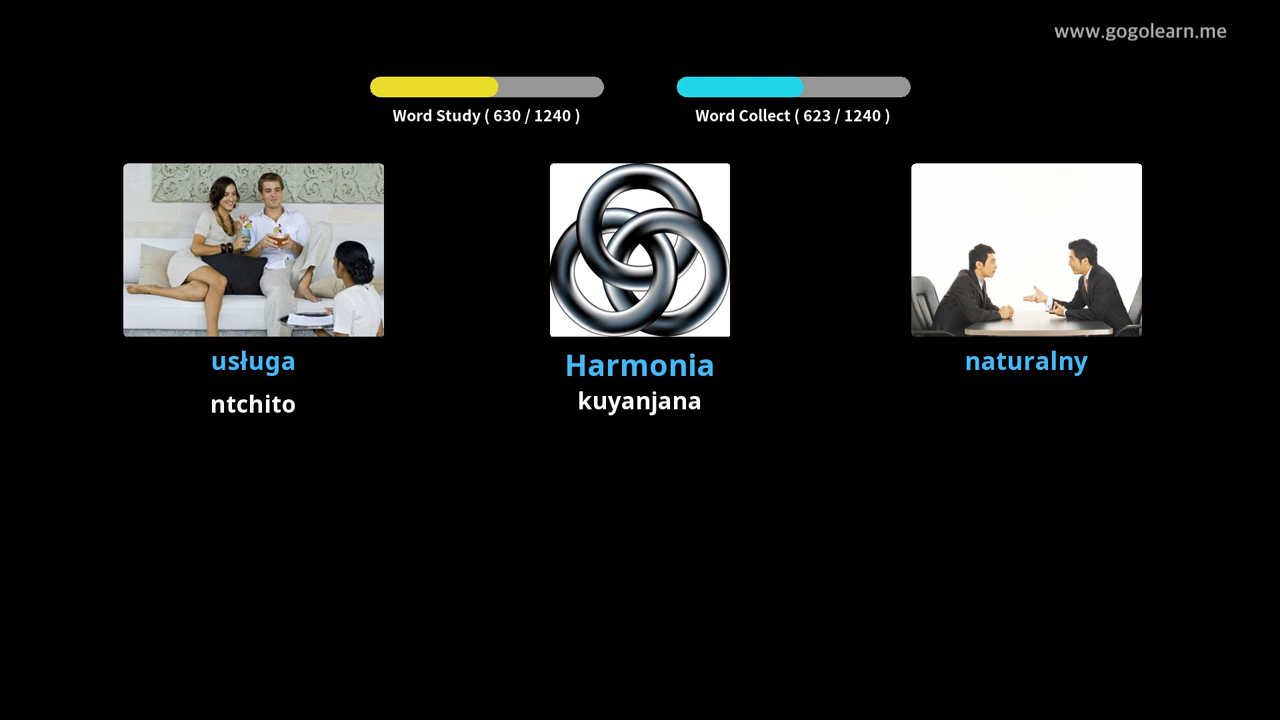 www.gogolearn.me
Word Study ( 630 / 1240 )
Word Collect ( 623 / 1240 )
usługa
Harmonia
naturalny
ntchito
kuyanjana